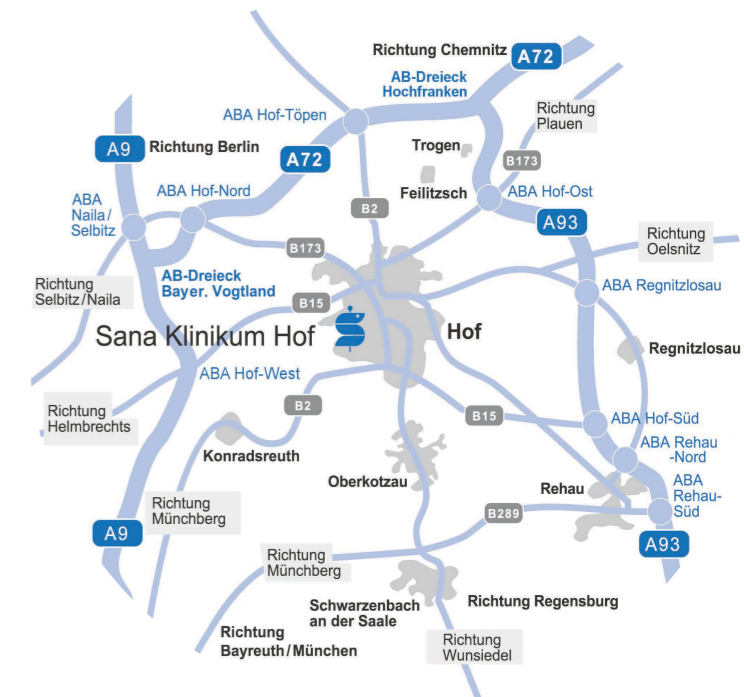 Richtung Chemnitz
A72
AB-Dreieck
Hochfranken
ABA Hof-Töpen
Richtung
Plauen
A9
Richtung Berlin
A72
Trogen
B173
Feilitzsch
ABA Hof-Nord
ABA Hof-Ost
ABA
Naila/
Selbitz
B2
A93
Richtung
Oelsnitz
B173
AB-Dreieck
Bayer. Vogtland
Richtung
Selbitz/Naila
B15
ABA Regnitzlosau
Sana Klinikum Hof
Hof
Regnitzlosau
ABA Hof-West
Richtung
Helmbrechts
B2
B15
ABA Hof-Süd
Konradsreuth
ABA Rehau
-Nord
Oberkotzau
Rehau
ABA
Rehau-
Süd
Richtung
Münchberg
B289
A9
A93
Richtung
Münchberg
Schwarzenbach
an der Saale
Richtung Regensburg
Richtung
Bayreuth/München
Richtung
Wunsiedel